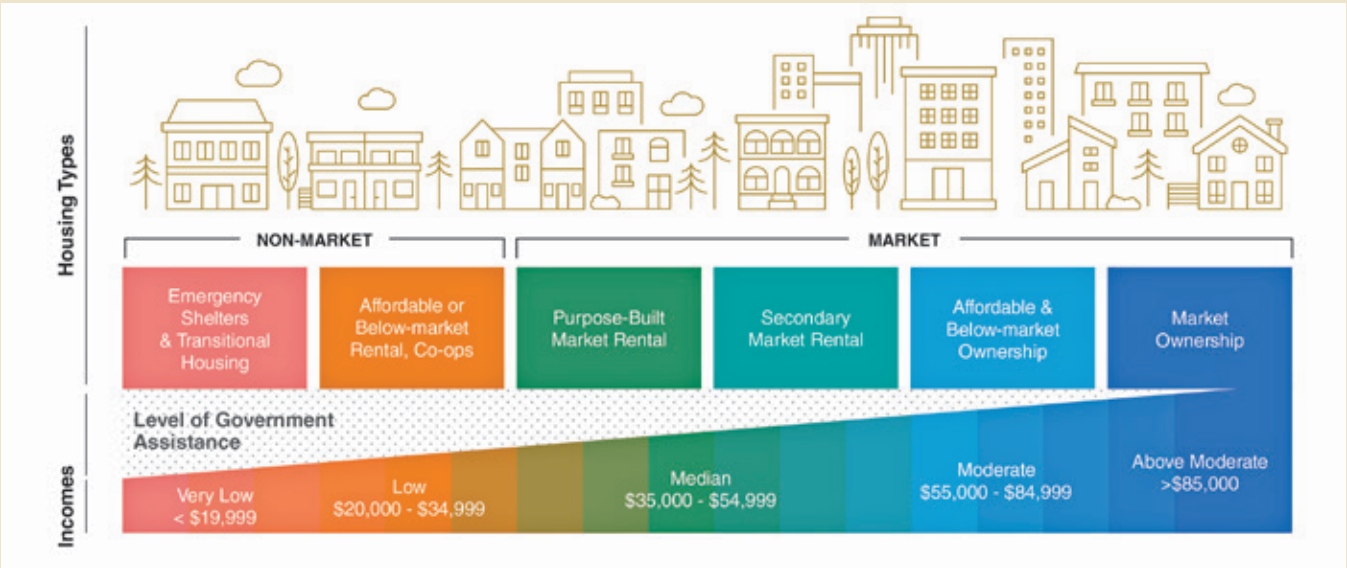 Housing Types
NON-MARKET
MARKET
Emergency
Shelters
& Transitional
Housing
Affordable or
Below-market
Rental, Co-ops
Purpose-Built
Market Rental
Secondary
Market Rental
Affordable &
Below-market
Ownership
Market
Ownership
Level of Government
Assistance
Incomes
Very Low
< $19,999
Low
$20,000 - $34,999
Median
$35,000 - $54,999
Moderate
$55,000 - $84,999
Above Moderate
>$85,000